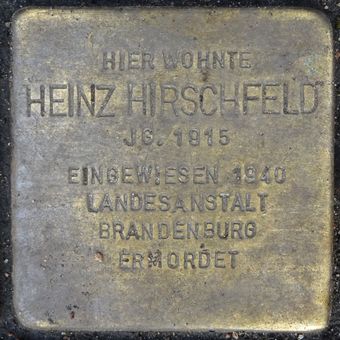 HIER WOHNTE
HEINZ HIRSCHFELD
JG. 1915
EINGEWIESEN 1940
LANDESANSTALT
BRANDENBURG
ERMORDET